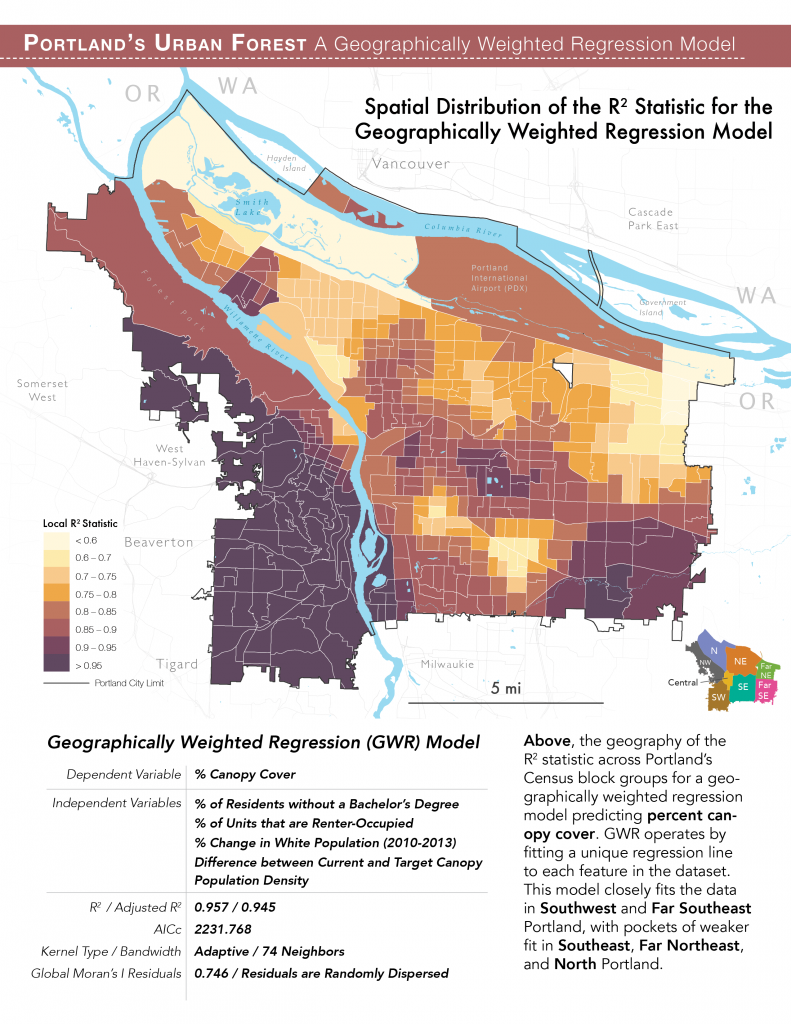 PORTLAND'S URBAN FOREST A Geographically Weighted Regression Model
OR
WA
Spatial Distribution of the R² Statistic for the
Geographically Weighted Regression Model
Hayden
Island
Vancouver
Smith
Lake
Columbia River
Cascade
Park East
Portland
International
Airport (PDX)
Forest Park
Government
Island
WA
Willamette River
Somerset
West
OR
West
Haven-Sylvan
Local R² Statistic
< 0.6
0.6 – 0.7
0.7 – 0.75
0.75 – 0.8
0.8 – 0.85
0.85 – 0.9
0.9 – 0.95
> 0.95
Portland City Limit
Beaverton
Tigard
Milwaukie
5 mi
N
NW
NE
Far
NE
Central
SW
SE
Far
SE
Geographically Weighted Regression (GWR) Model
Dependent Variable % Canopy Cover
Independent Variables % of Residents without a Bachelor's Degree
% of Units that are Renter-Occupied
% Change in White Population (2010-2013)
Difference between Current and Target Canopy
Population Density
R² / Adjusted R² 0.957 / 0.945
AICc 2231.768
Kernel Type / Bandwidth Adaptive / 74 Neighbors
Global Moran's I Residuals 0.746 / Residuals are Randomly Dispersed
Above, the geography of the
R² statistic across Portland's
Census block groups for a geo-
graphically weighted regression
model predicting percent can-
opy cover. GWR operates by
fitting a unique regression line
to each feature in the dataset.
This model closely fits the data
in Southwest and Far Southeast
Portland, with pockets of weaker
fit in Southeast, Far Northeast,
and North Portland.